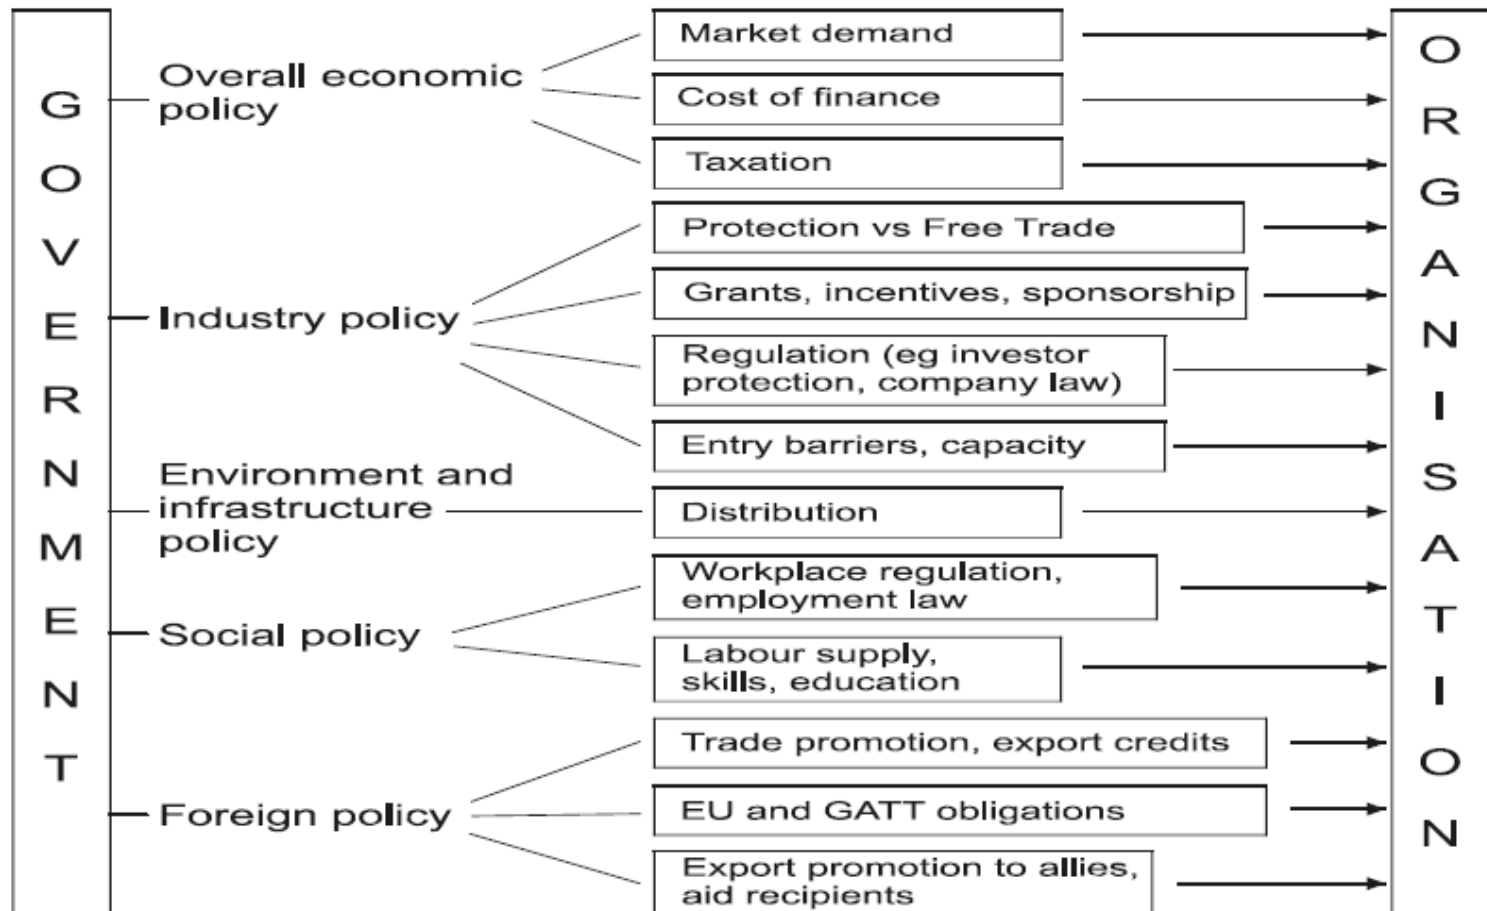 GOVERNMENT
Overall economic
policy
Market demand
Cost of finance
Taxation
Industry policy
Protection vs Free Trade
Grants, incentives, sponsorship
Regulation (eg investor
protection, company law)
Entry barriers, capacity
Environment and
infrastructure
policy
Distribution
Social policy
Workplace regulation,
employment law
Labour supply,
skills, education
Foreign policy
Trade promotion, export credits
EU and GATT obligations
Export promotion to allies,
aid recipients
ORGANISATION